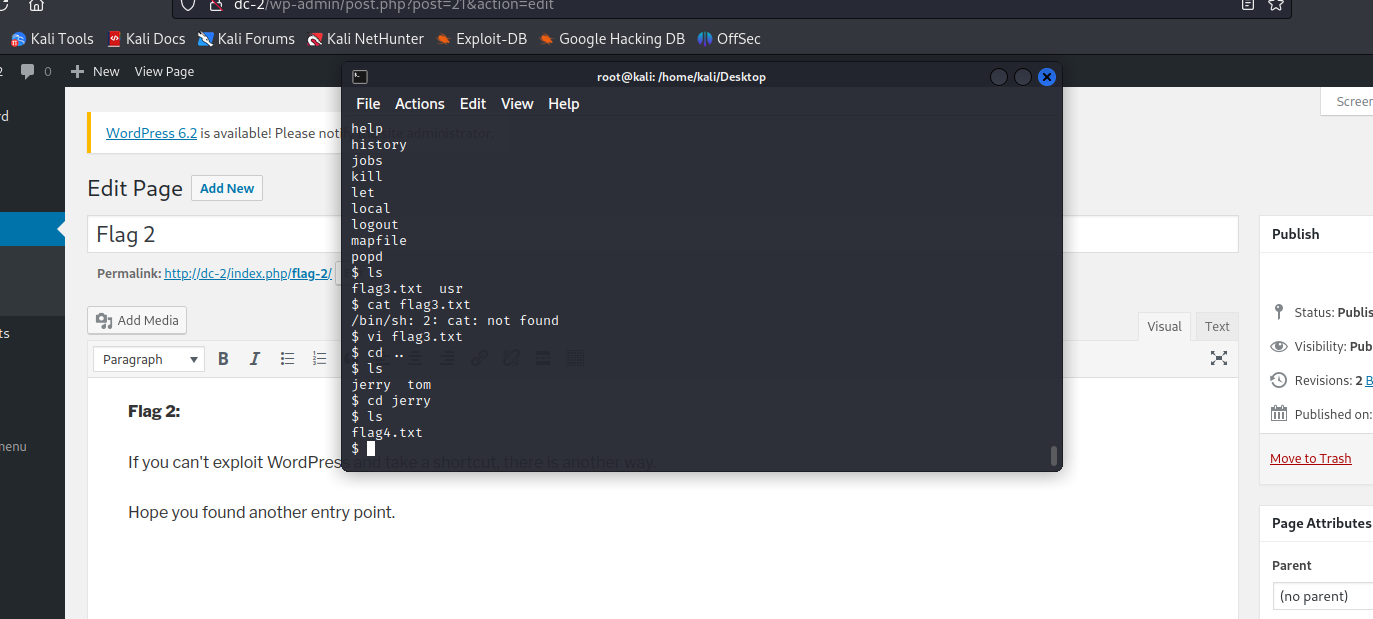 dc-2/wp-admin/post.php?post=21&action=edit
Kali Tools Kali Docs Kali Forums Kali NetHunter Exploit-DB Google Hacking DB OffSec
2 0 New View Page
root@kali: /home/kali/Desktop
File Actions Edit View Help
help
history
jobs
kill
let
local
logout
mapfile
popd
$ ls
flag3.txt usr
$ cat flag3.txt
/bin/sh: 2: cat: not found
$ vi flag3.txt
$ cd ..
$ ls
jerry tom
$ cd jerry
$ ls
flag4.txt
$
Screen
WordPress 6.2 is available! Please notify the administrator.
Edit Page Add New
Flag 2
Permalink: http://dc-2/index.php/flag-2/
Add Media
Visual Text
Paragraph B I
Flag 2:
If you can't exploit WordPress and take a shortcut, there is another way.
Hope you found another entry point.
Publish
Status: Publis
Visibility: Pub
Revisions: 2 B
Published on:
Move to Trash
Page Attributes
Parent
(no parent)
rd
ts
menu